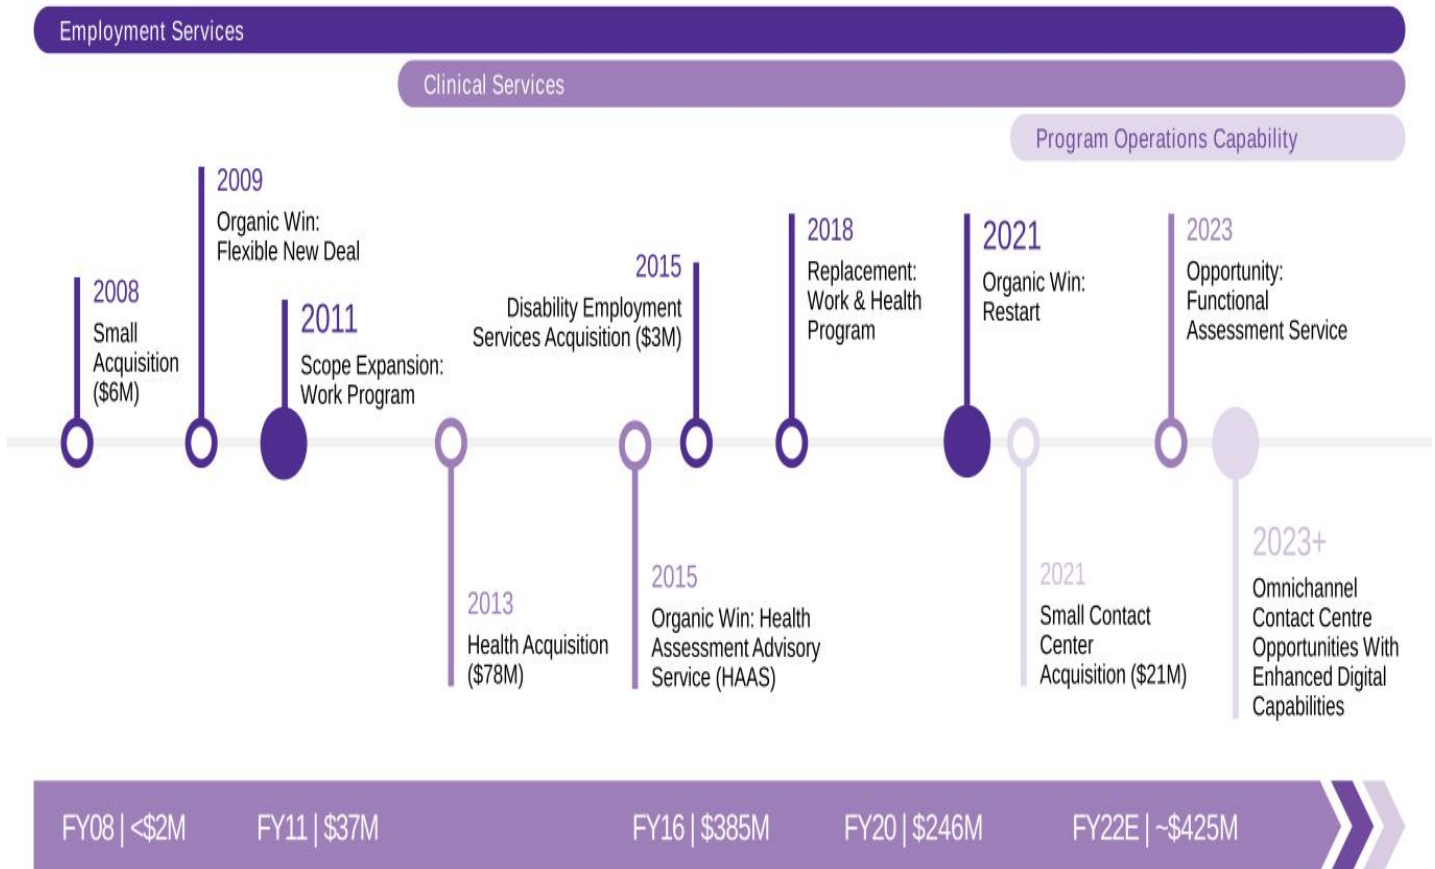 Employment Services
Clinical Services
Program Operations Capability
2008
Small
Acquisition
($6M)
2009
Organic Win:
Flexible New Deal
2011
Scope Expansion:
Work Program
2013
Health Acquisition
($78M)
2015
Organic Win: Health
Assessment Advisory
Service (HAAS)
2015
Disability Employment
Services Acquisition ($3M)
2018
Replacement:
Work & Health
Program
2021
Organic Win:
Restart
2021
Small Contact
Center
Acquisition ($21M)
2023
Opportunity:
Functional
Assessment Service
2023+
Omnichannel
Contact Centre
Opportunities With
Enhanced Digital
Capabilities
FY08 | <$2M
FY11 | $37M
FY16 | $385M
FY20 | $246M
FY22E | ~$425M